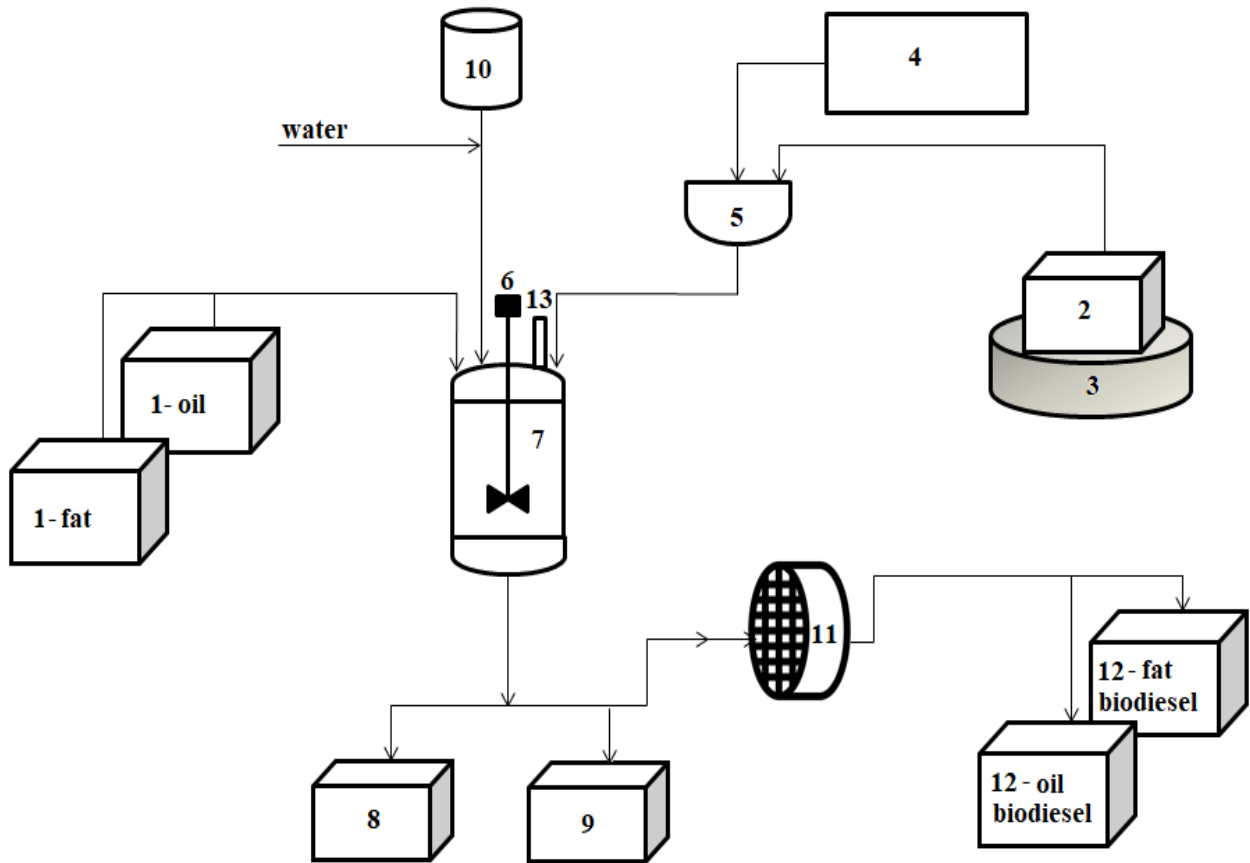 10
4
water
5
6
13
2
3
1- oil
7
1- fat
11
12 - fat
biodiesel
12 - oil
biodiesel
8
9